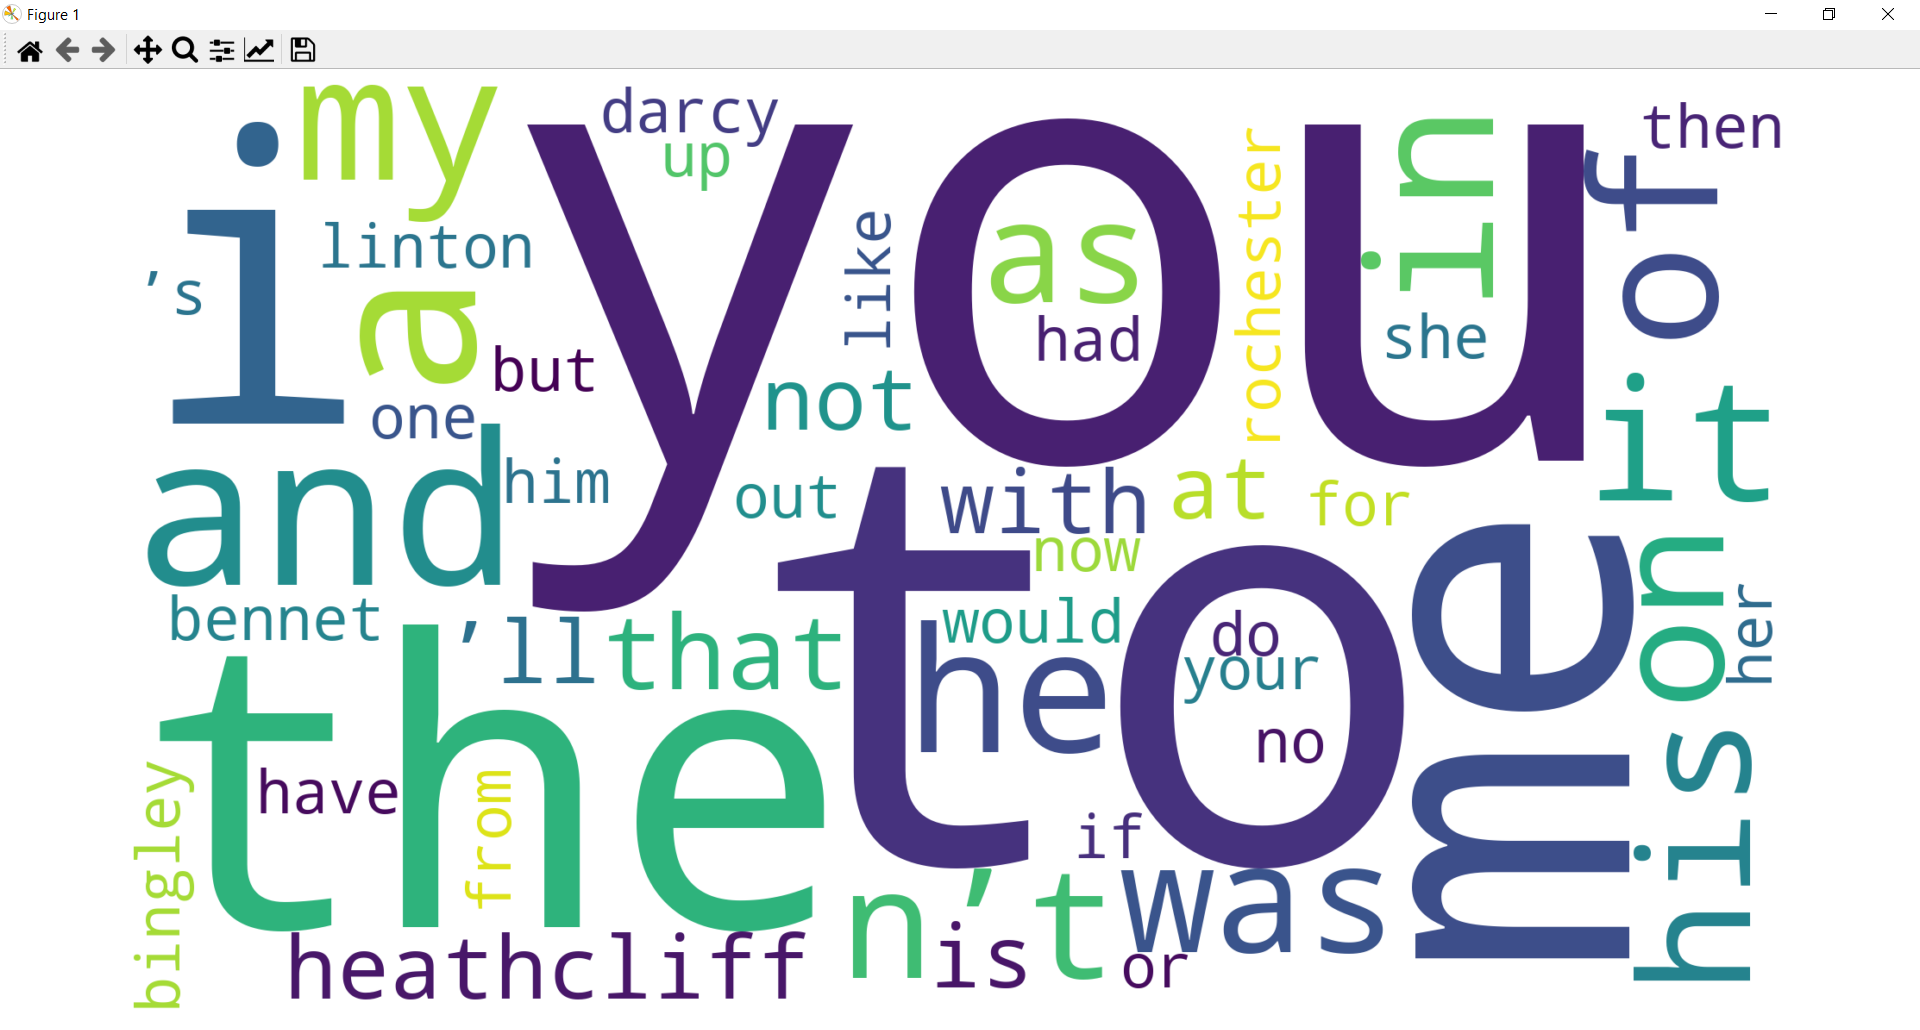 Figure 1
my
darcy
up
you
i
linton
's
a
but
one
like
as
had
not
rochester
in
she
of
then
it
and
him
out
with
at
for
now
to
bennet
’ll
that
would
he
do
your
no
me
on
her
the
have
from
bingley
heathcliff
n’t
is
if
was
or
his